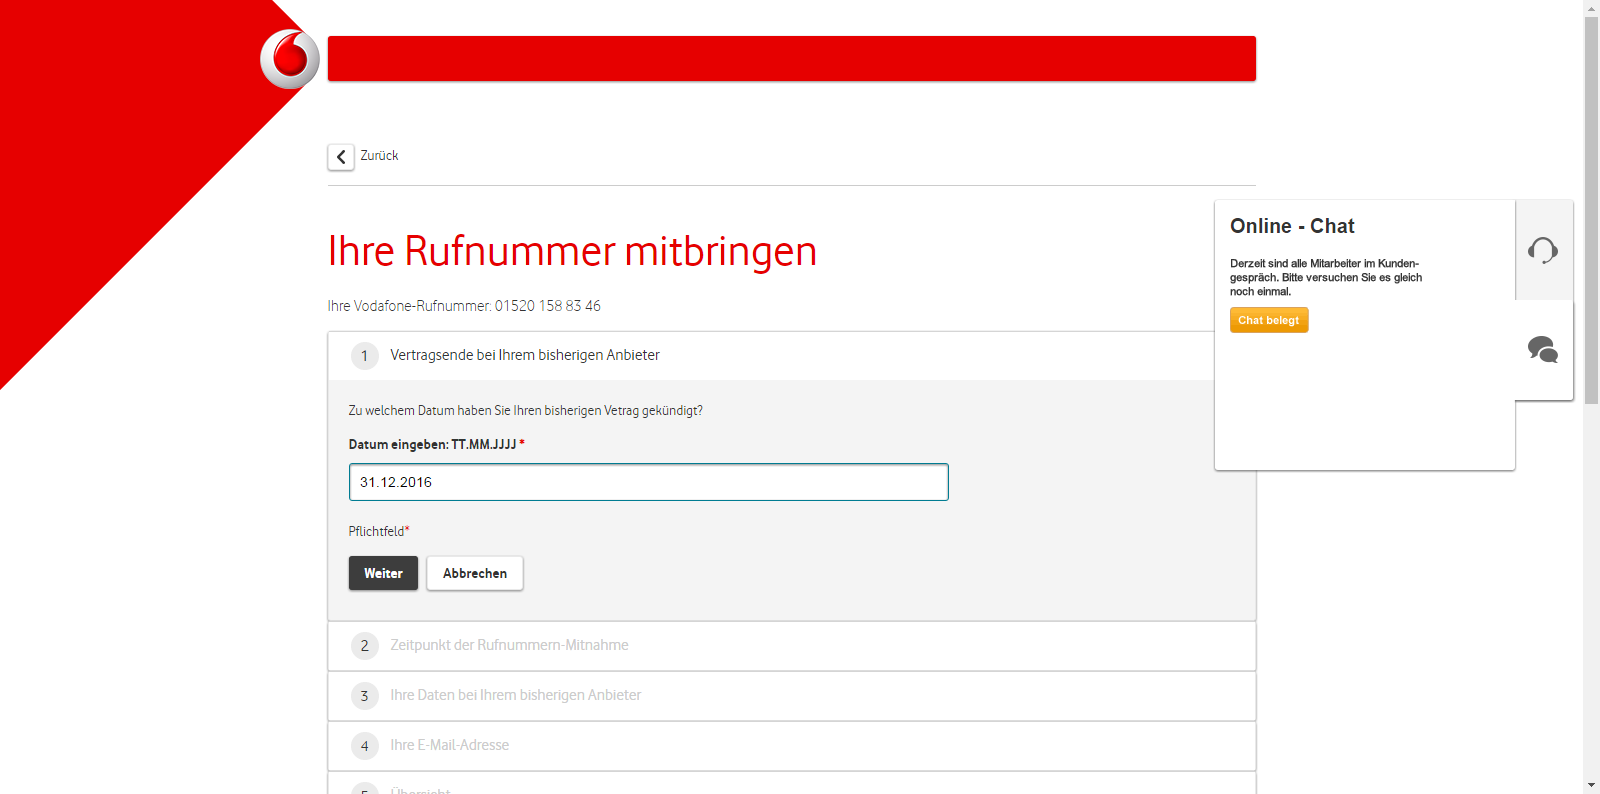 Zurück
Ihre Rufnummer mitbringen
Ihre Vodafone-Rufnummer: 01520 158 83 46
1 Vertragsende bei Ihrem bisherigen Anbieter
Zu welchem Datum haben Sie Ihren bisherigen Vetrag gekündigt?
Datum eingeben: TT.MM.JJJJ *
31.12.2016
Pflichtfeld*
Weiter Abbrechen
2 Zeitpunkt der Rufnummern-Mitnahme
3 Ihre Daten bei Ihrem bisherigen Anbieter
4 Ihre E-Mail-Adresse
5 Übersicht
Online - Chat
Derzeit sind alle Mitarbeiter im Kunden-
gespräch. Bitte versuchen Sie es gleich
noch einmal.
Chat belegt